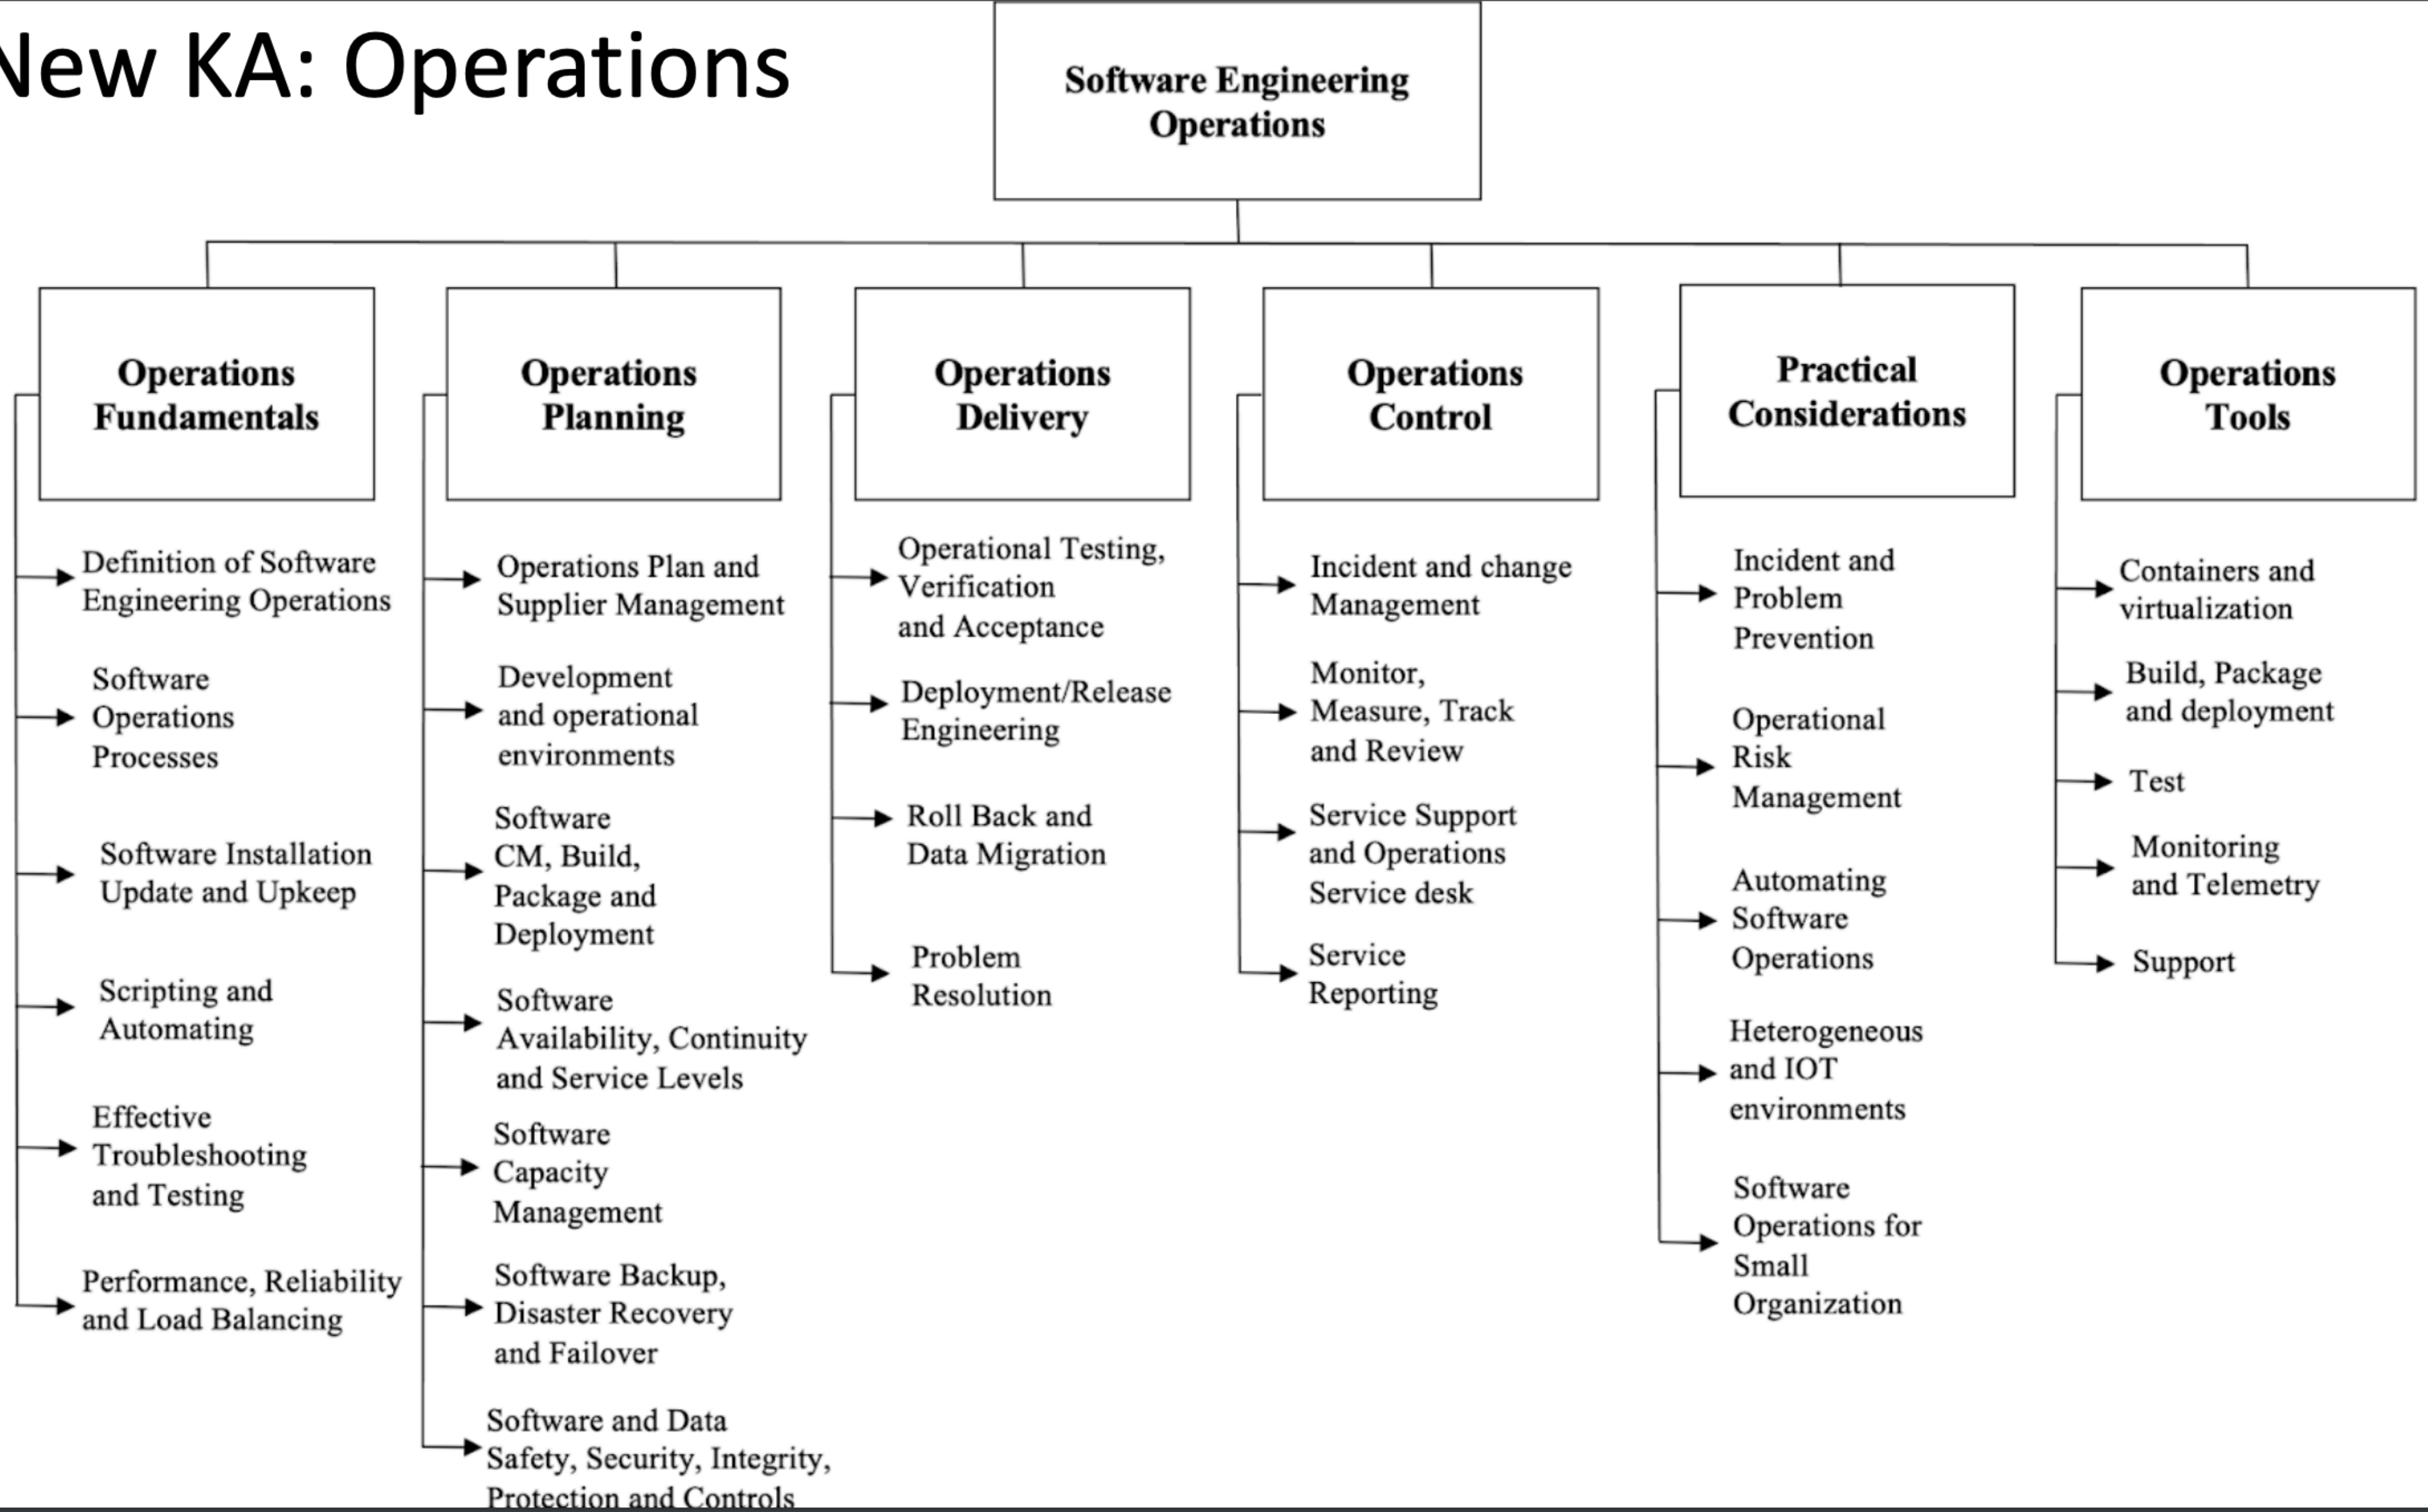 New KA: Operations
Software Engineering
Operations
Operations
Fundamentals
Definition of Software
Engineering Operations
Software
Operations
Processes
Software Installation
Update and Upkeep
Scripting and
Automating
Effective
Troubleshooting
and Testing
Performance, Reliability
and Load Balancing
Operations
Planning
Operations Plan and
Supplier Management
Development
and operational
environments
Software
CM, Build,
Package and
Deployment
Software
Availability, Continuity
and Service Levels
Software
Capacity
Management
Software Backup,
Disaster Recovery
and Failover
Software and Data
Safety, Security, Integrity,
Protection and Controls
Operations
Delivery
Operational Testing,
Verification
and Acceptance
Deployment/Release
Engineering
Roll Back and
Data Migration
Problem
Resolution
Operations
Control
Incident and change
Management
Monitor,
Measure, Track
and Review
Service Support
and Operations
Service desk
Service
Reporting
Practical
Considerations
Incident and
Problem
Prevention
Operational
Risk
Management
Automating
Software
Operations
Heterogeneous
and IOT
environments
Software
Operations for
Small
Organization
Operations
Tools
Containers and
virtualization
Build, Package
and deployment
Test
Monitoring
and Telemetry
Support